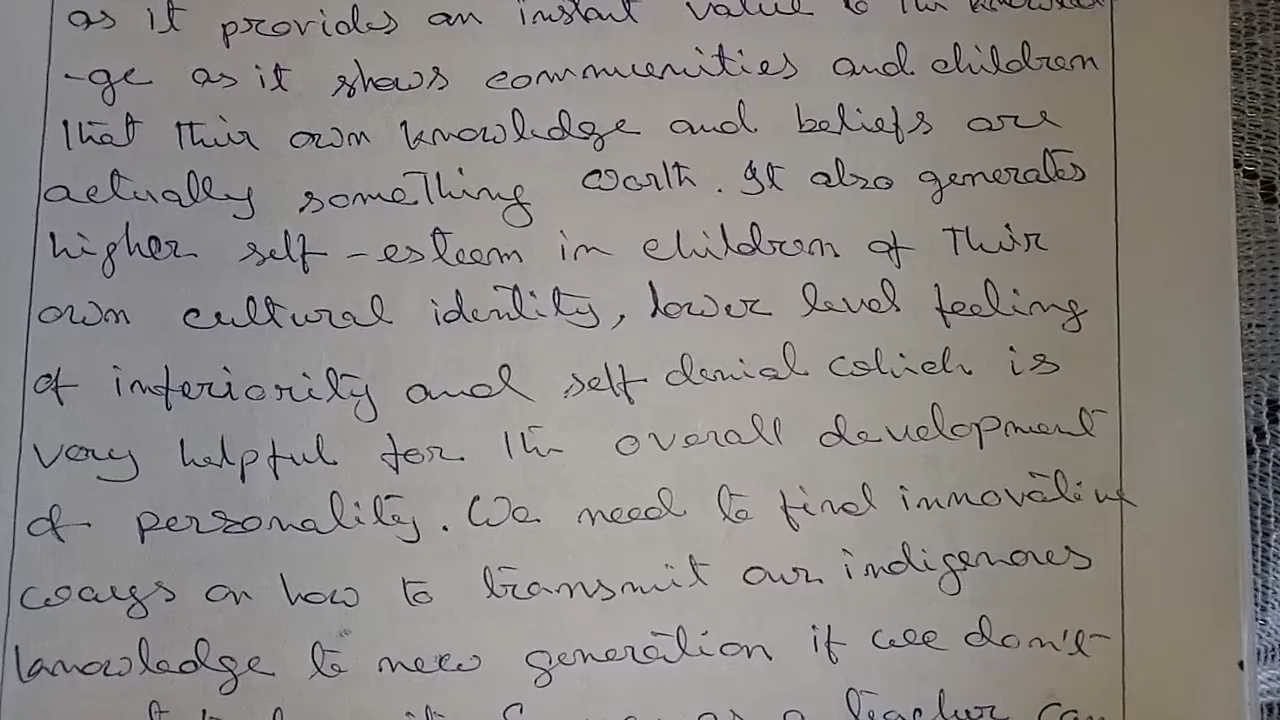 as it provides an instant value to the knowled
-ge as it shows communities and children
that their own knowledge and beliefs are
actually something worth. It also generates
higher self-esteem in children of their
own cultural identity, lower level feeling
of inferiority and self denial which is
very helpful for the overall development
of personality. We need to find innovative
ways on how to transmit our indigenous
knowledge to new generation if we don't
as a teacher can